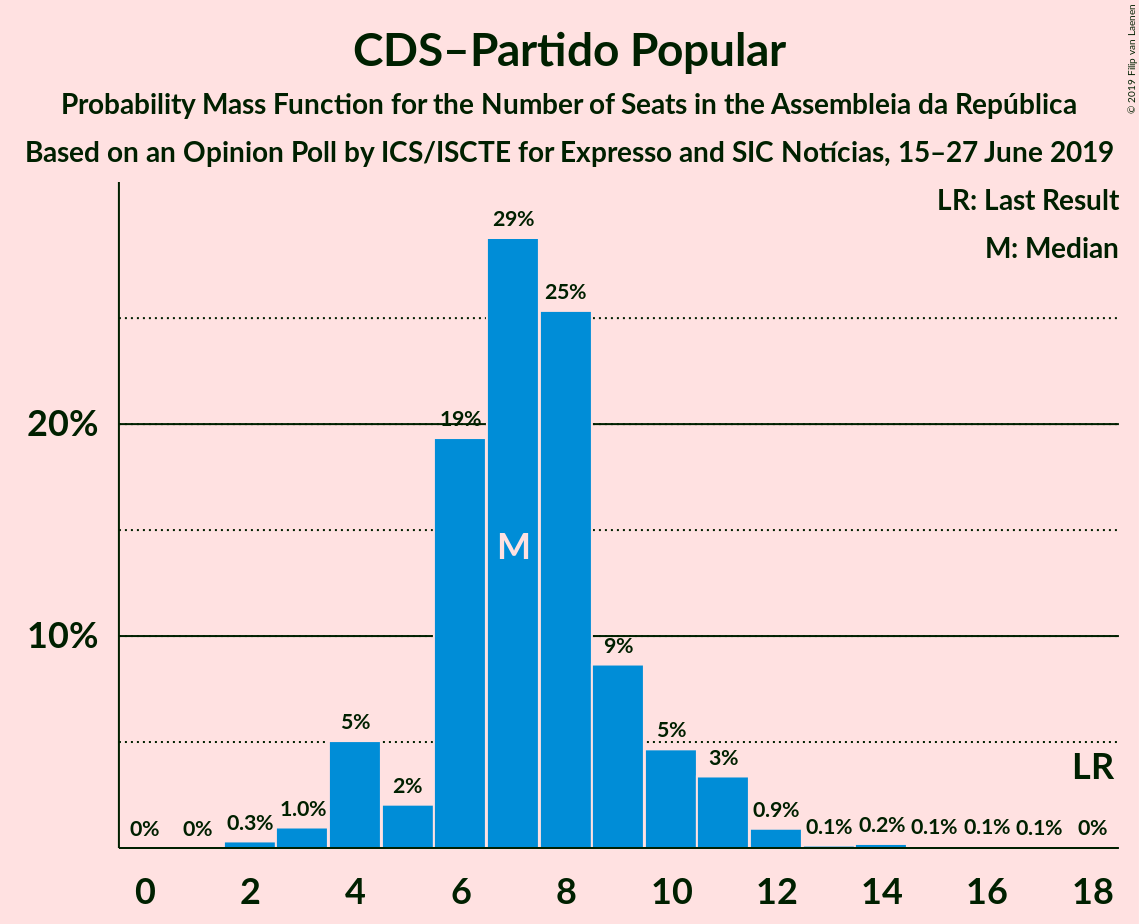 CDS–Partido Popular
Probability Mass Function for the Number of Seats in the Assembleia da República
Based on an Opinion Poll by ICS/ISCTE for Expresso and SIC Notícias, 15–27 June 2019
© 2019 Filip van Laenen
LR: Last Result
M: Median
29%
25%
20%
19%
M
10%
9%
5%
5%
3%
LR
2%
0%
0%
0.3%
1.0%
0.9%
0.1%
0.2%
0.1%
0.1%
0.1%
0%
0 2 4 6 8 10 12 14 16 18